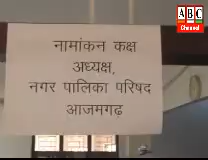 ABC
Channel
नामांकन कक्ष
अध्यक्ष,
नगर पालिका परिषद
आजमगढ़